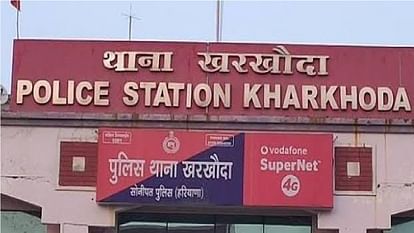 थाना खरखौदा
POLICE STATION KHARKHODA
पुलिस थाना खरखौदा
सोनीपत पुलिस (हरियाणा)
vodafone
SuperNet
4G